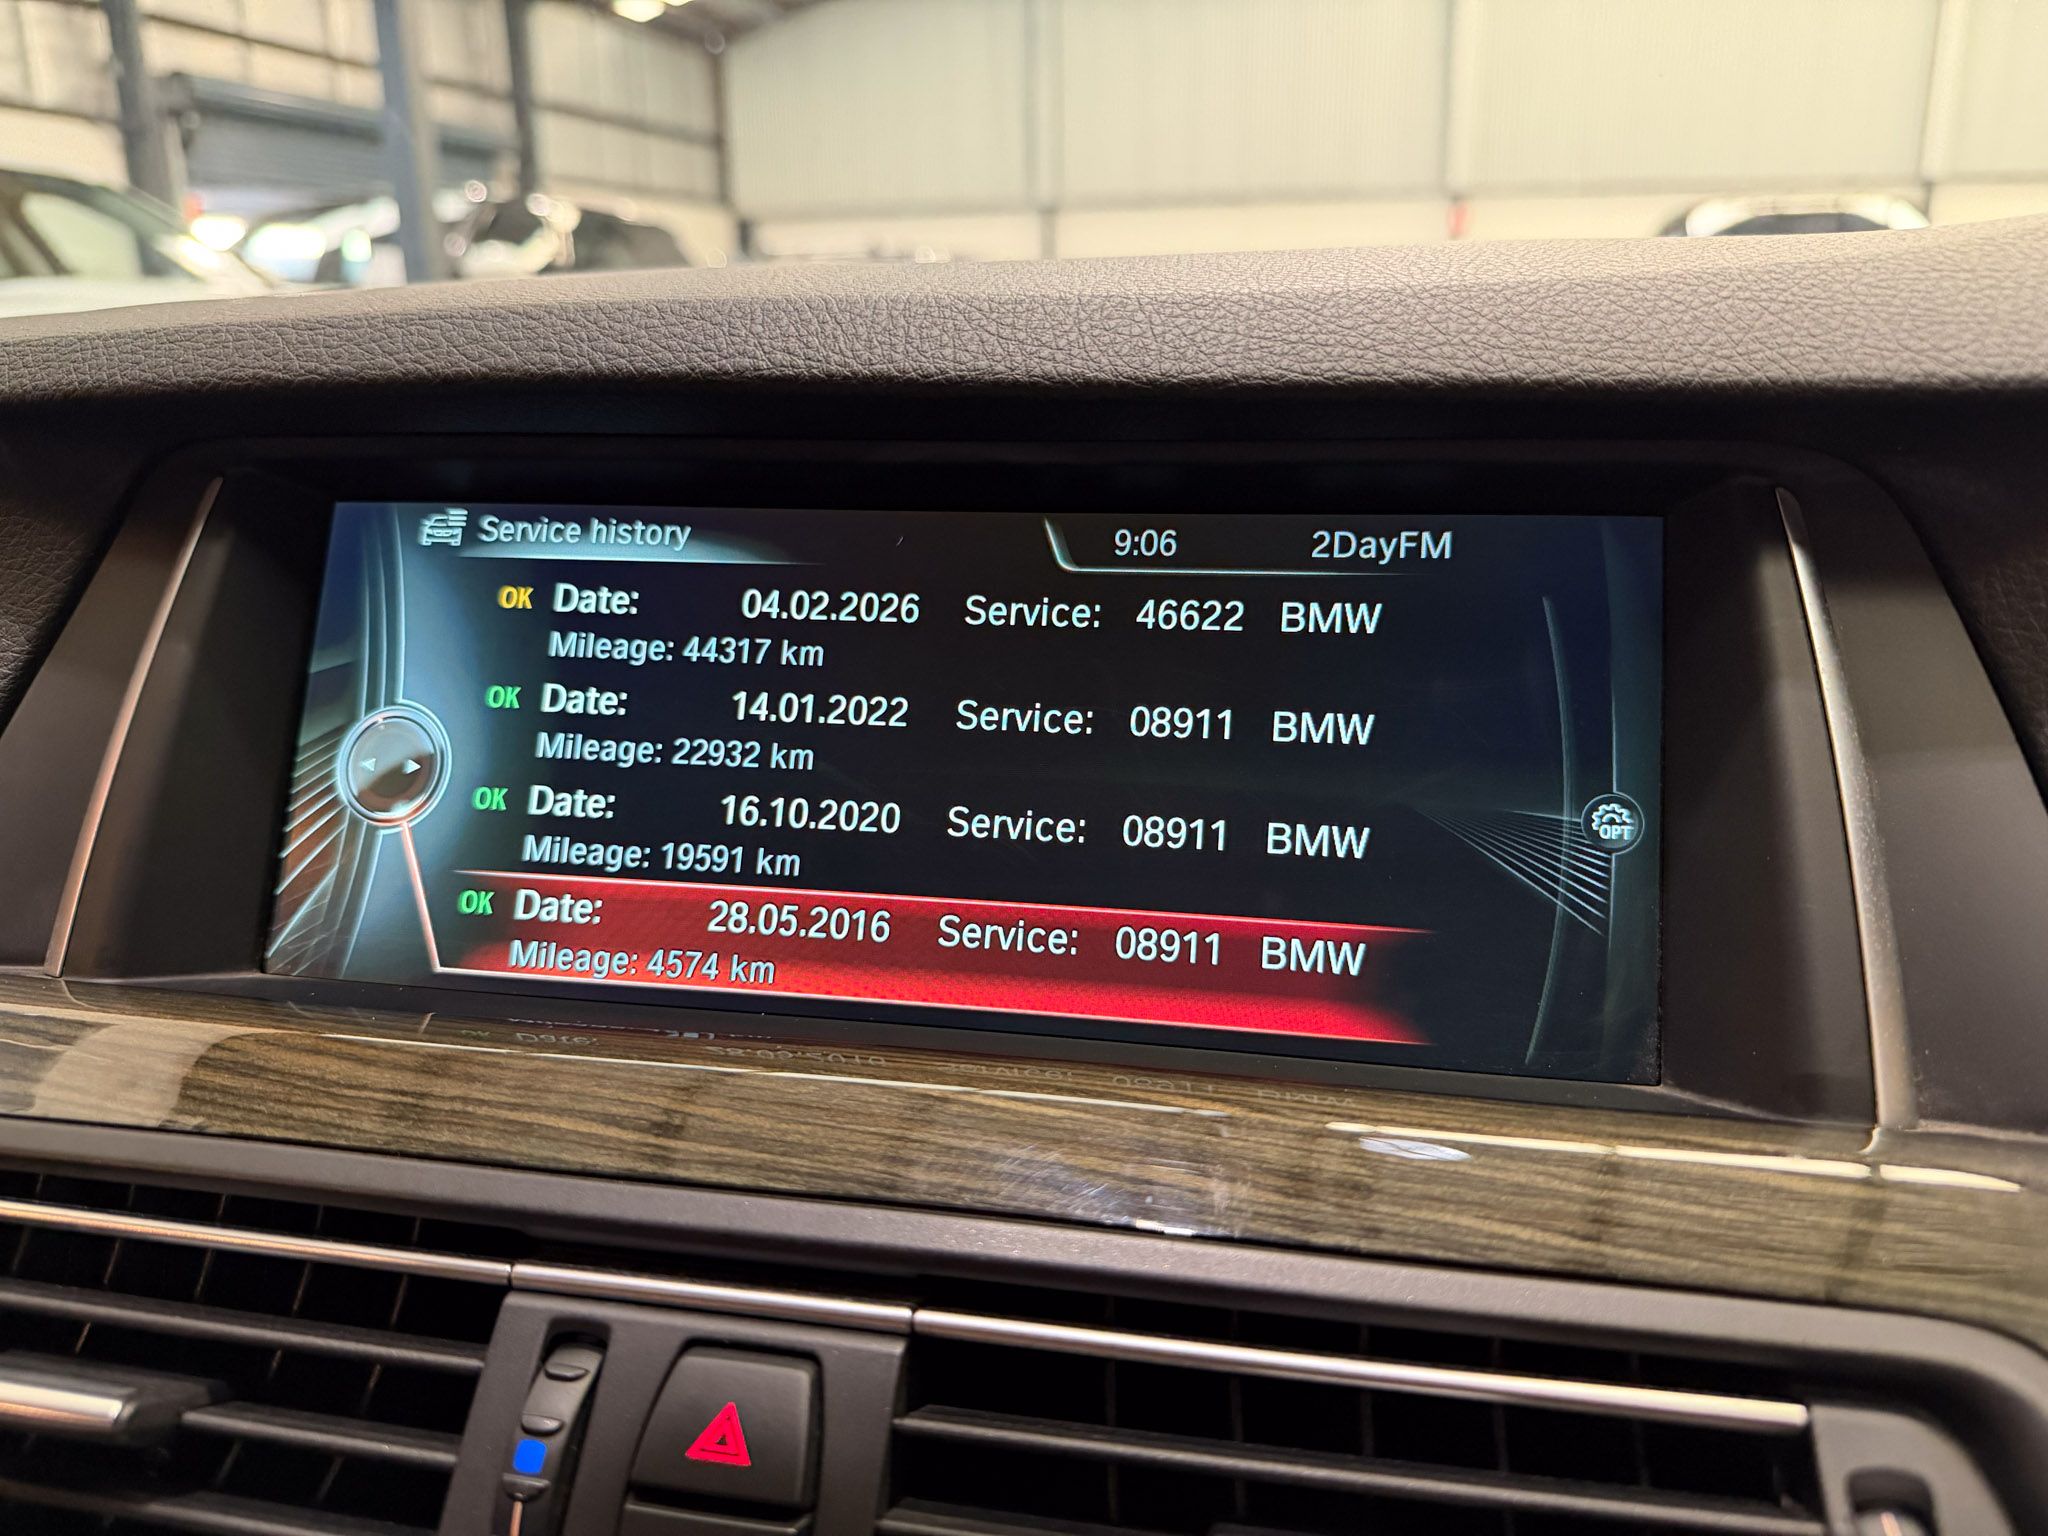 Service history 9:06 2DayFM
OK Date: 04.02.2026 Service: 46622 BMW
Mileage: 44317 km
OK Date: 14.01.2022 Service: 08911 BMW
Mileage: 22932 km
OK Date: 16.10.2020 Service: 08911 BMW
Mileage: 19591 km
OK Date: 28.05.2016 Service: 08911 BMW
Mileage: 4574 km
OPT